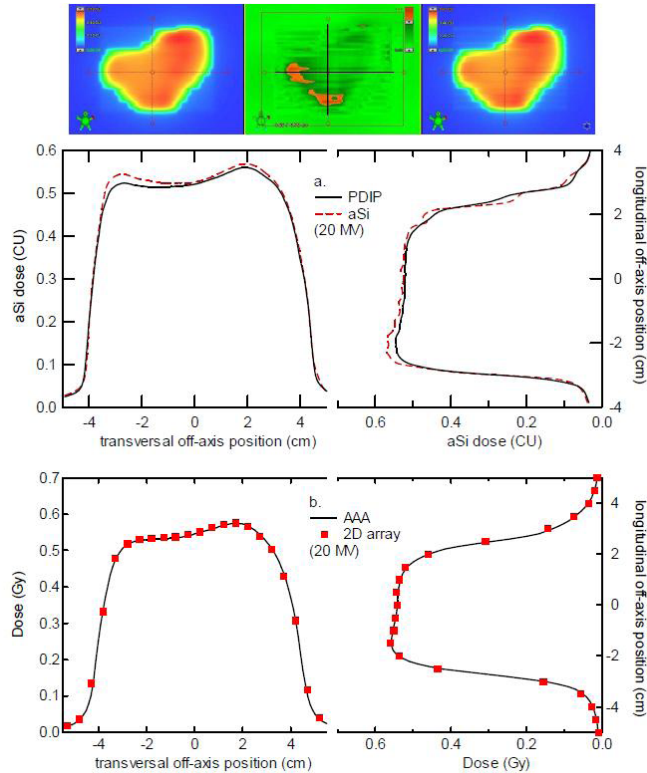 0.6
0.5
0.4
0.3
0.2
0.1
0.0
aSi dose (CU)
-4 -2 0 2 4
transversal off-axis position (cm)
a.
PDIP
aSi
(20 MV)
4
2
0
-2
-4
longitudinal off-axis position (cm)
0.6 0.4 0.2 0.0
aSi dose (CU)
0.7
0.6
0.5
0.4
0.3
0.2
0.1
0.0
Dose (Gy)
-4 -2 0 2 4
transversal off-axis position (cm)
b.
AAA
2D array
(20 MV)
4
2
0
-2
-4
longitudinal off-axis position (cm)
0.6 0.4 0.2 0.0
Dose (Gy)